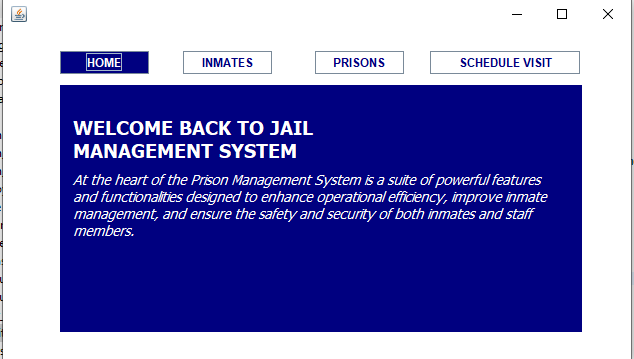 HOME INMATES PRISONS SCHEDULE VISIT
WELCOME BACK TO JAIL
MANAGEMENT SYSTEM
At the heart of the Prison Management System is a suite of powerful features
and functionalities designed to enhance operational efficiency, improve inmate
management, and ensure the safety and security of both inmates and staff
members.